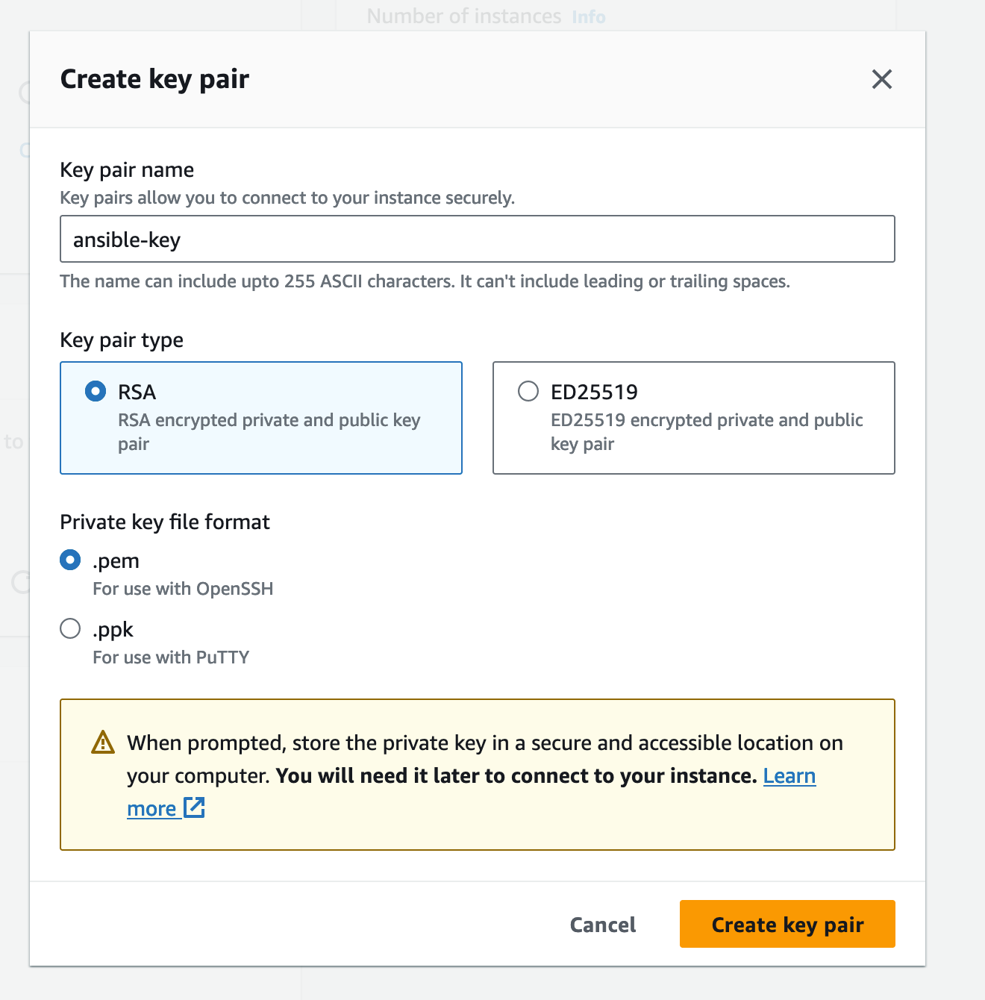 Number of instances Info
Create key pair
Key pair name
Key pairs allow you to connect to your instance securely.
ansible-key
The name can include upto 255 ASCII characters. It can't include leading or trailing spaces.
Key pair type
RSA
RSA encrypted private and public key
pair
ED25519
ED25519 encrypted private and public
key pair
to
Private key file format
.pem
For use with OpenSSH
.ppk
For use with PuTTY
When prompted, store the private key in a secure and accessible location on
your computer. You will need it later to connect to your instance. Learn
more
Cancel
Create key pair